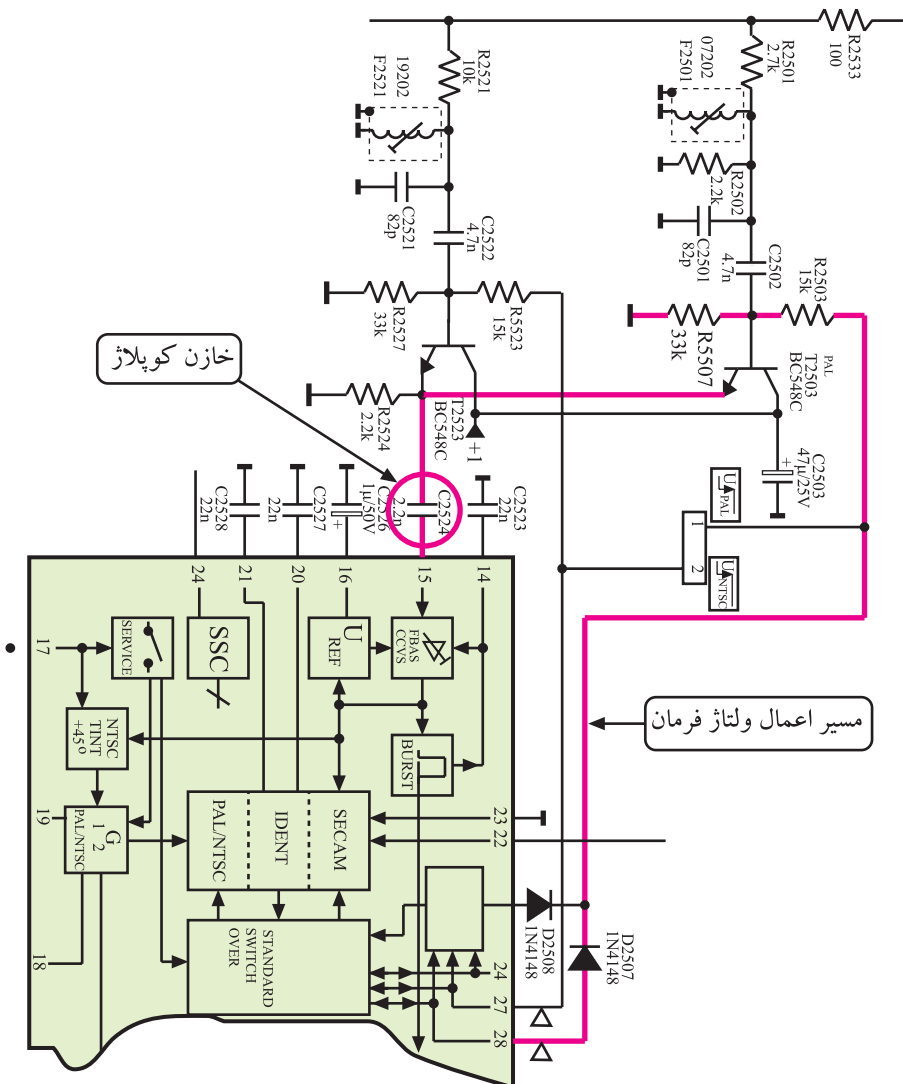 R2533
100
R2501
2.7k
07202
F2501
R2502
2.2k
C2501
82p
C2502
4.7n
R2503
15k
R5507
33k
PAL
T2503
BC548C
C2503
47µ/25V
+
R2521
10k
19202
F2521
C2521
82p
C2522
4.7n
R2527
33k
R5523
15k
خازن کوپلاژ
R2524
2.2k
T2523
BC548C
+1
U PAL
1
2
U NTSC
C2528
22n
C2527
22n
C2526
1µ/50V
+
C2524
2.2n
C2523
22n
24
21
20
16
15
14
17
SERVICE
SSC
U
REF
FBAS
CCVS
NTSC
TINT
+45°
BURST
مسیر اعمال ولتاژ فرمان
19
G
1 2
PAL/NTSC
PAL/NTSC
IDENT
SECAM
23
22
18
STANDARD
SWITCH
OVER
D2508
1N4148
D2507
1N4148
24
27
28